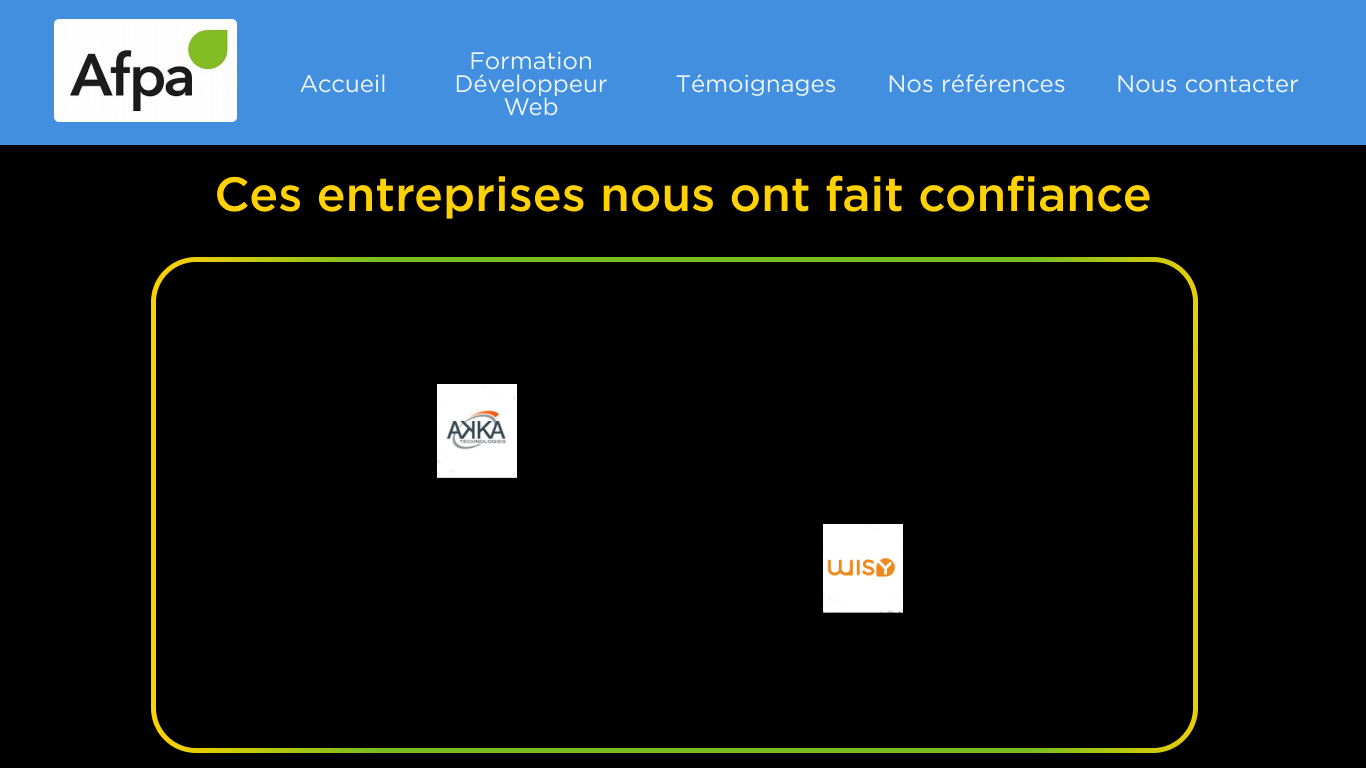 Afpa
Accueil
Formation
Développeur
Web
Témoignages
Nos références
Nous contacter
Ces entreprises nous ont fait confiance
AKKA
TECHNOLOGIES
WISY